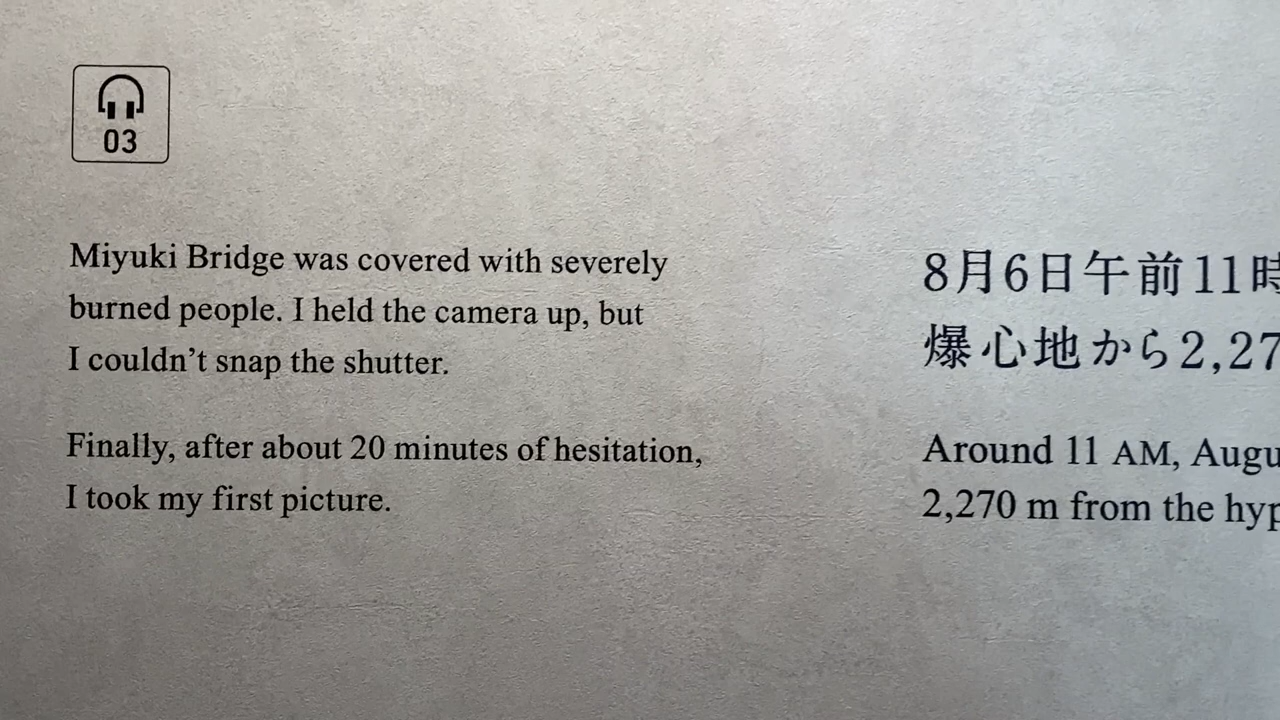 03
Miyuki Bridge was covered with severely
burned people. I held the camera up, but
I couldn’t snap the shutter.
Finally, after about 20 minutes of hesitation,
I took my first picture.
8月6日午前11時
爆心地から2,27
Around 11 AM, Augu
2,270 m from the hyp